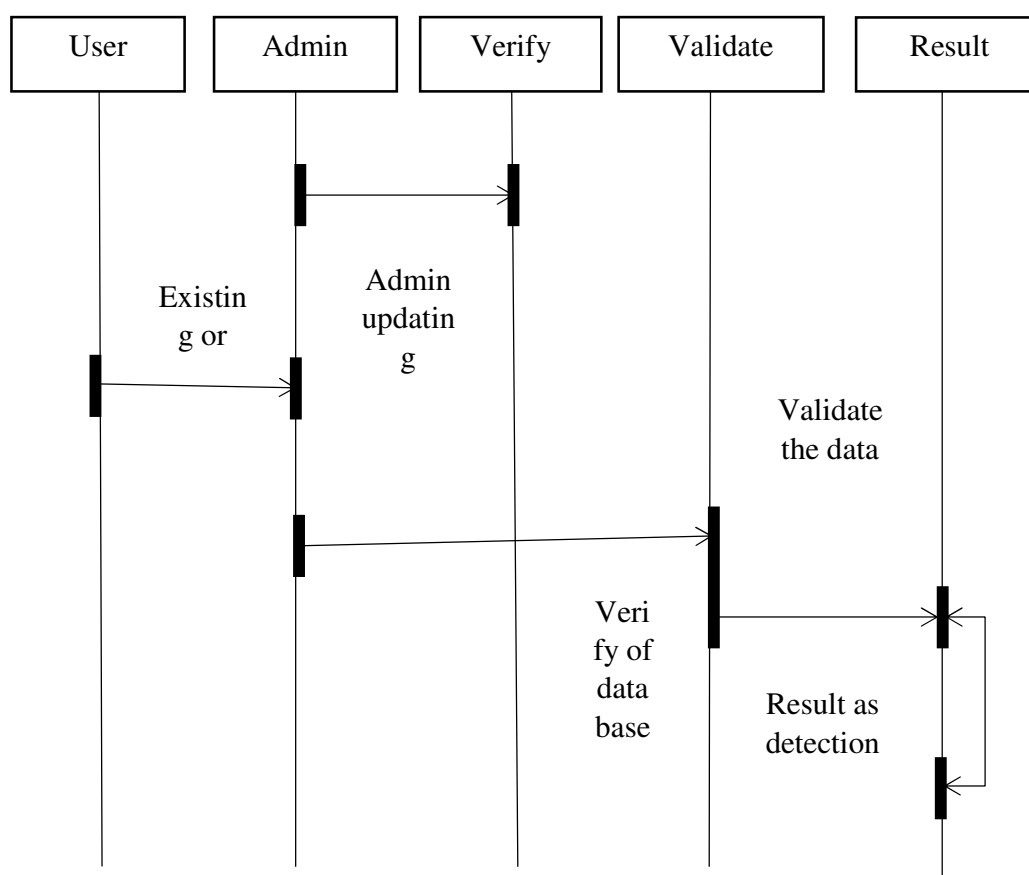 User
Admin
Verify
Validate
Result
Existin
g or
Admin
updatin
g
Validate
the data
Veri
fy of
data
base
Result as
detection